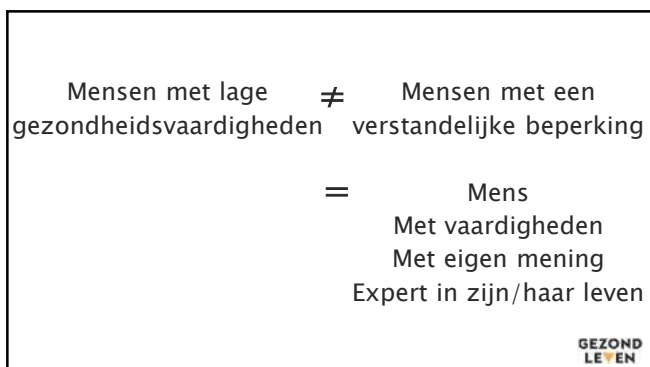 Mensen met lage ≠ Mensen met een
gezondheidsvaardigheden verstandelijke beperking
= Mens
Met vaardigheden
Met eigen mening
Expert in zijn/haar leven
GEZOND
LEVEN